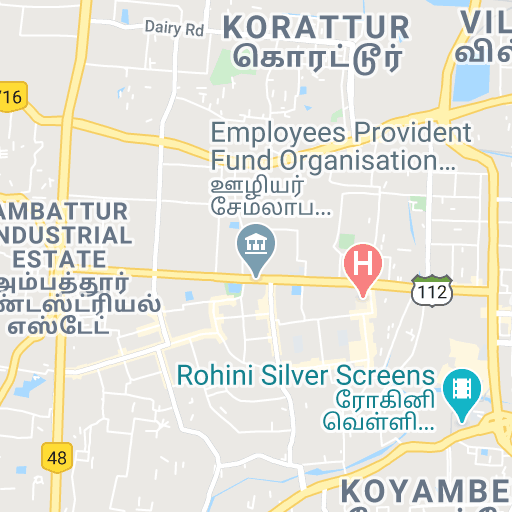 Dairy Rd
KORATTUR
கொரட்டூர்
VIL
வில்
716
Employees Provident
Fund Organisation...
ஊழியர்
சேமலாப...
AMBATTUR
INDUSTRIAL
ESTATE
அம்பத்தூர்
ண்டஸ்டரியல்
எஸ்டேட்
H
112
Rohini Silver Screens
ரோகினி
வெள்ளி...
48
KOYAMBE